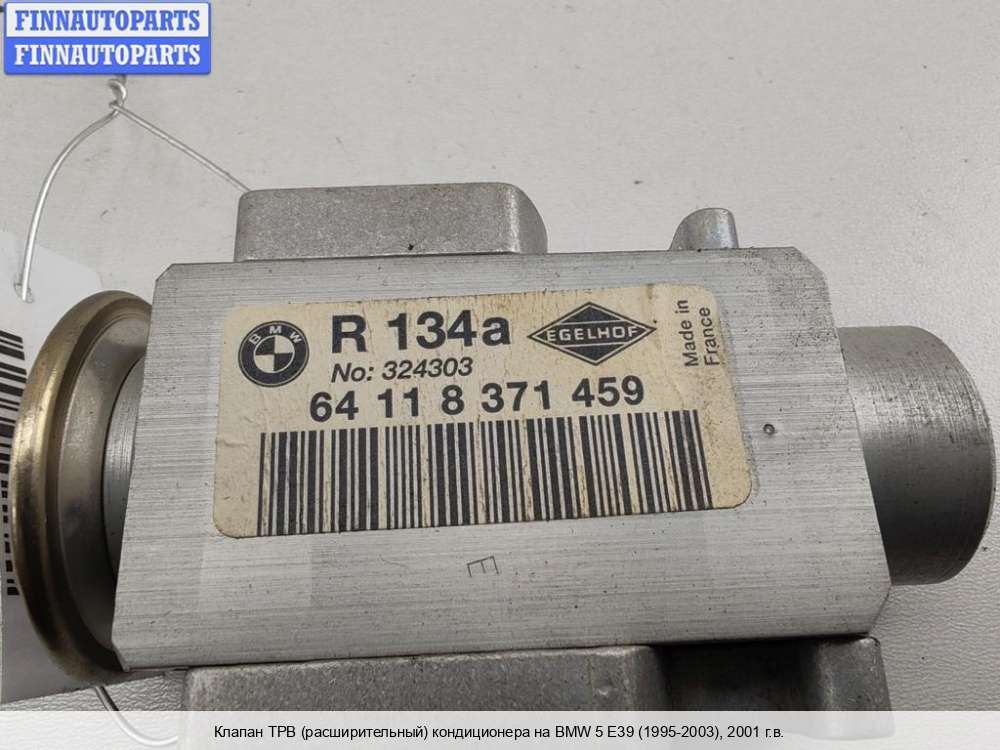 FINNAUTOPARTS
FINNAUTOPARTS
BMW
R 134a
EGELHOF
Made in
France
No: 324303
64 11 8 371 459
E
Клапан ТРВ (расширительный) кондиционера на BMW 5 E39 (1995-2003), 2001 г.в.